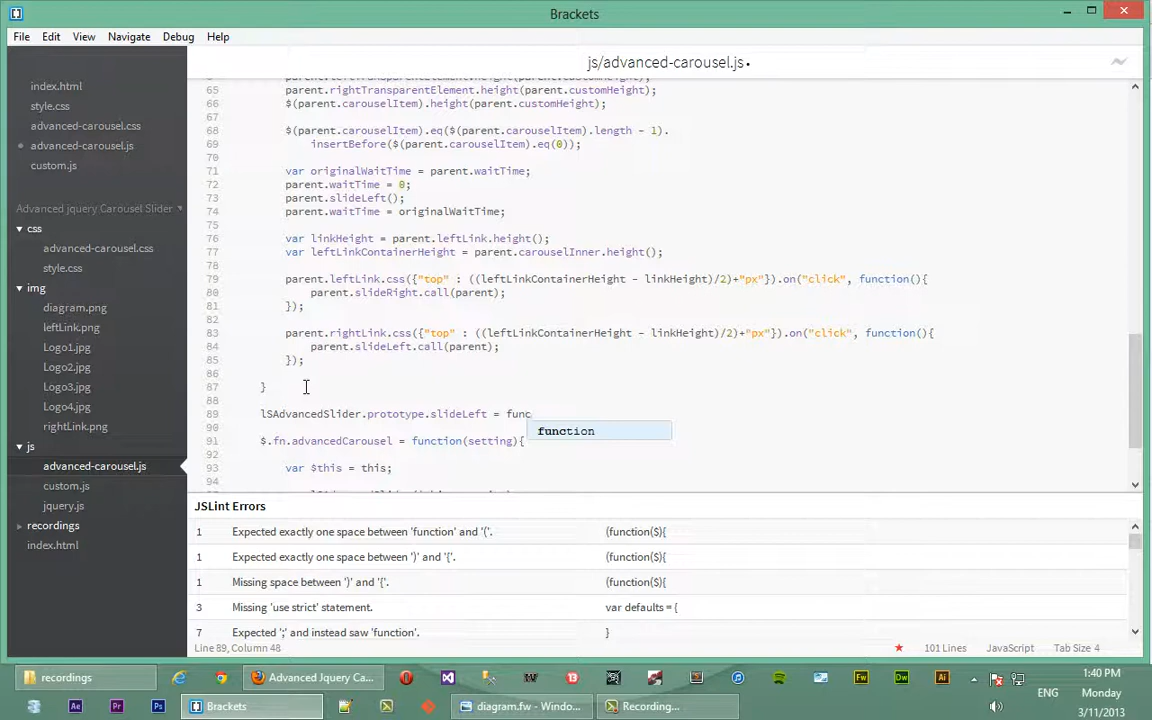 Brackets
File Edit View Navigate Debug Help
js/advanced-carousel.js •
index.html
style.css
advanced-carousel.css
advanced-carousel.js
custom.js
Advanced jquery Carousel Slider
css
advanced-carousel.css
style.css
img
diagram.png
leftLink.png
Logo1.jpg
Logo2.jpg
Logo3.jpg
Logo4.jpg
rightLink.png
js
advanced-carousel.js
custom.js
jquery.js
recordings
index.html
65 parent.rightTransparentElement.height(parent.customHeight);
66 $(parent.carouselItem).height(parent.customHeight);
67
68 $(parent.carouselItem).eq($(parent.carouselItem).length - 1).
69 insertBefore($(parent.carouselItem).eq(0));
70
71 var originalWaitTime = parent.waitTime;
72 parent.waitTime = 0;
73 parent.slideLeft();
74 parent.waitTime = originalWaitTime;
75
76 var linkHeight = parent.leftLink.height();
77 var leftLinkContainerHeight = parent.carouselInner.height();
78
79 parent.leftLink.css({"top" : ((leftLinkContainerHeight - linkHeight)/2)+"px"}).on("click", function(){
80 parent.slideRight.call(parent);
81 });
82
83 parent.rightLink.css({"top" : ((leftLinkContainerHeight - linkHeight)/2)+"px"}).on("click", function(){
84 parent.slideLeft.call(parent);
85 });
86
87 }
88
89 lSAdvancedSlider.prototype.slideLeft = func
90 function
91 $.fn.advancedCarousel = function(setting){
92
93 var $this = this;
JSLint Errors
1 Expected exactly one space between 'function' and '('. (function($){
1 Expected exactly one space between ')' and '{'. (function($){
1 Missing space between ')' and '{'. (function($){
3 Missing 'use strict' statement. var defaults = {
7 Expected ';' and instead saw 'function'. }
Line 89, Column 48 101 Lines JavaScript Tab Size 4
recordings Advanced Jquery Ca... 1:40 PM
ENG Monday
Brackets diagram.fw - Windo... Recording... 3/11/2013